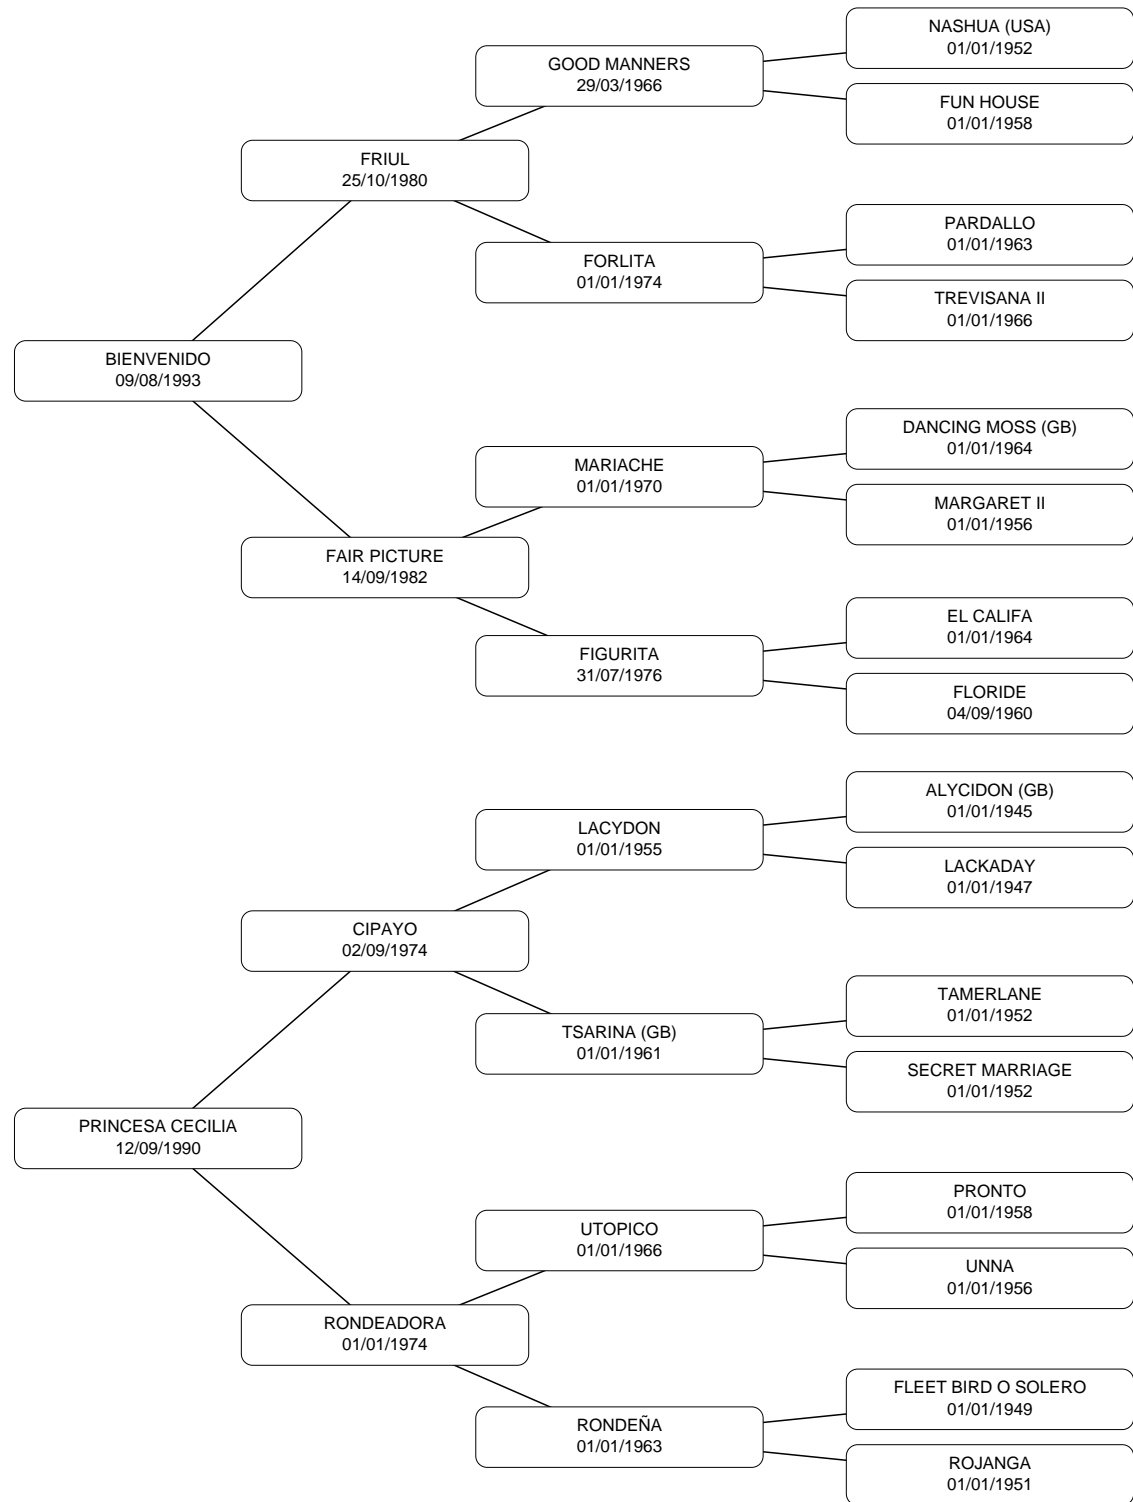 NASHUA (USA)
01/01/1952
GOOD MANNERS
29/03/1966
FUN HOUSE
01/01/1958
FRIUL
25/10/1980
PARDALLO
01/01/1963
FORLITA
01/01/1974
TREVISANA II
01/01/1966
BIENVENIDO
09/08/1993
DANCING MOSS (GB)
01/01/1964
MARIACHE
01/01/1970
MARGARET II
01/01/1956
FAIR PICTURE
14/09/1982
EL CALIFA
01/01/1964
FIGURITA
31/07/1976
FLORIDE
04/09/1960
ALYCIDON (GB)
01/01/1945
LACYDON
01/01/1955
LACKADAY
01/01/1947
CIPAYO
02/09/1974
TAMERLANE
01/01/1952
TSARINA (GB)
01/01/1961
SECRET MARRIAGE
01/01/1952
PRINCESA CECILIA
12/09/1990
PRONTO
01/01/1958
UTOPICO
01/01/1966
UNNA
01/01/1956
RONDEADORA
01/01/1974
FLEET BIRD O SOLERO
01/01/1949
RONDEÑA
01/01/1963
ROJANGA
01/01/1951